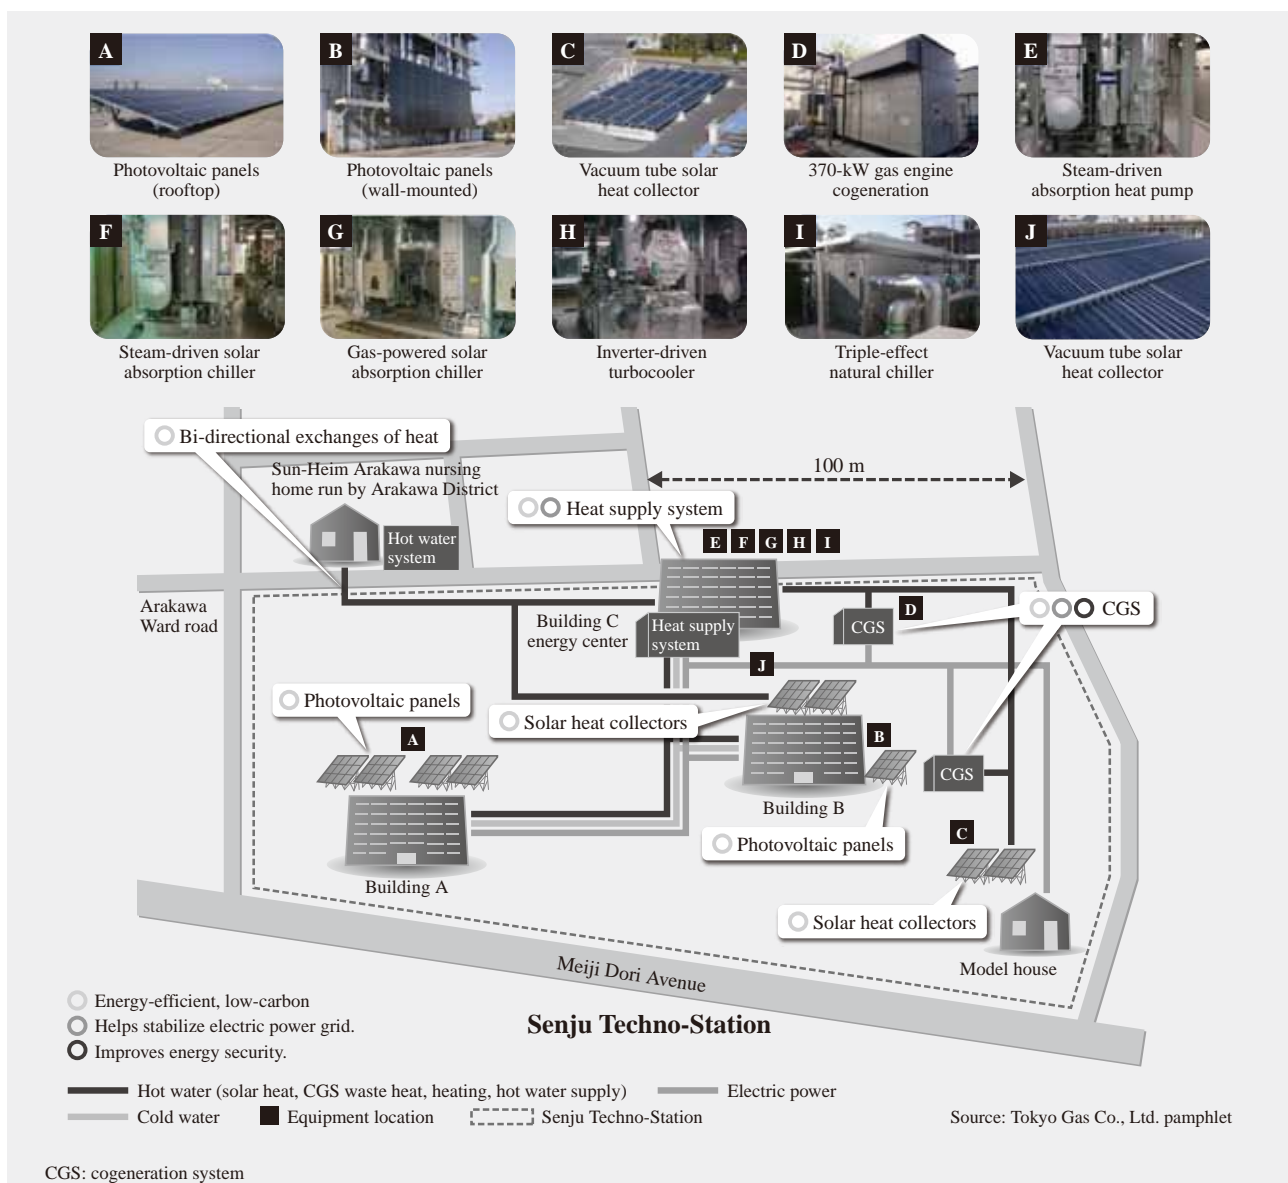 A
B
C
D
E
Photovoltaic panels
(rooftop)
Photovoltaic panels
(wall-mounted)
Vacuum tube solar
heat collector
370-kW gas engine
cogeneration
Steam-driven
absorption heat pump
F
G
H
I
J
Steam-driven solar
absorption chiller
Gas-powered solar
absorption chiller
Inverter-driven
turbocooler
Triple-effect
natural chiller
Vacuum tube solar
heat collector
Bi-directional exchanges of heat
Sun-Heim Arakawa nursing
home run by Arakawa District
Hot water
system
100 m
Heat supply system
E F G H I
Arakawa
Ward road
Building C
energy center
Heat supply
system
CGS
D
CGS
J
Photovoltaic panels
Solar heat collectors
A
B
CGS
Building B
Photovoltaic panels
C
Building A
Solar heat collectors
Model house
Meiji Dori Avenue
Energy-efficient, low-carbon
Helps stabilize electric power grid.
Improves energy security.
Senju Techno-Station
Hot water (solar heat, CGS waste heat, heating, hot water supply)
Electric power
Cold water
Equipment location
Senju Techno-Station
Source: Tokyo Gas Co., Ltd. pamphlet
CGS: cogeneration system